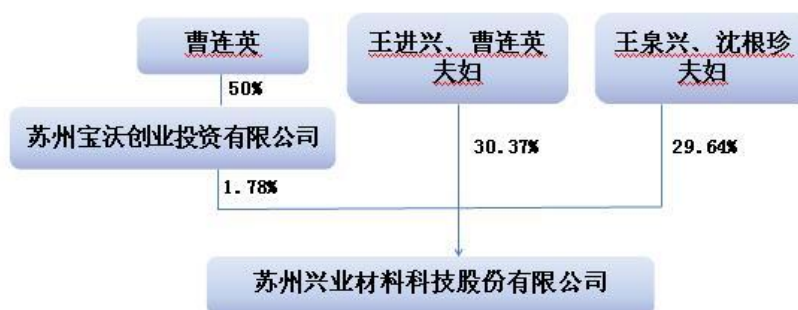 曹连英
王进兴、曹连英
夫妇
王泉兴、沈根珍
夫妇
50%
苏州宝沃创业投资有限公司
30.37%
29.64%
1.78%
苏州兴业材料科技股份有限公司